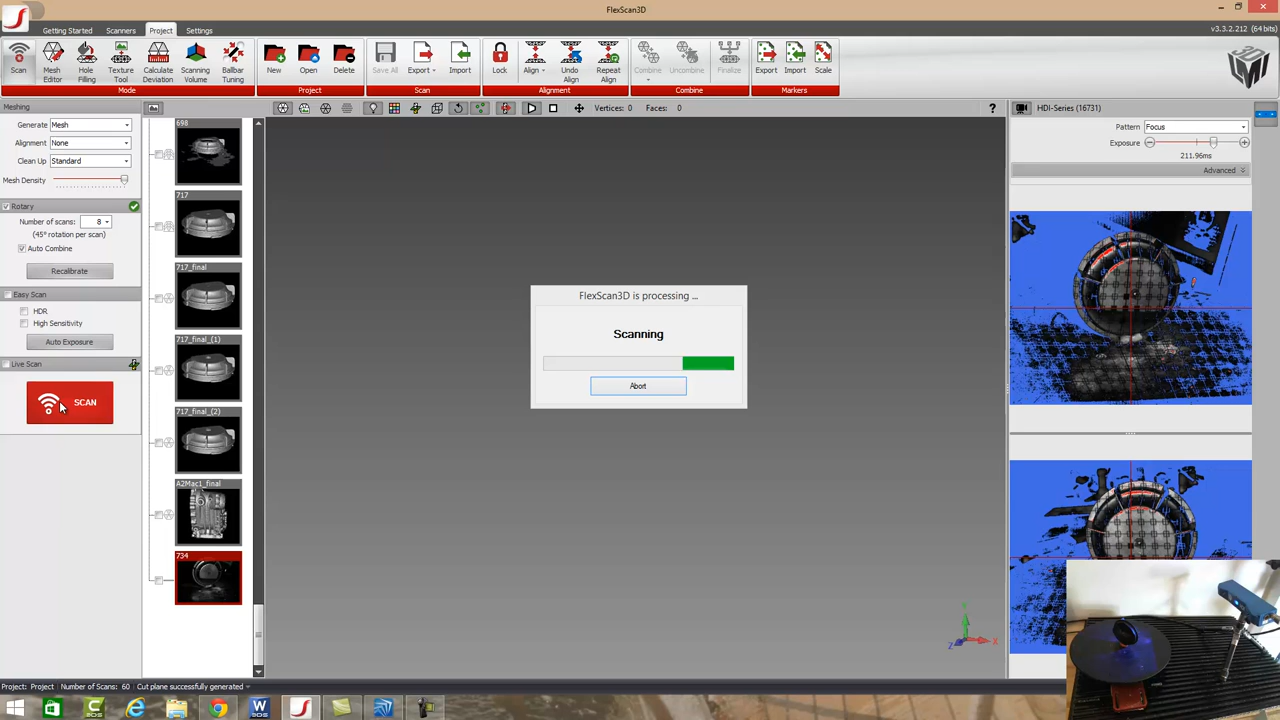 FlexScan3D
Getting Started Scanners Project Settings
v3.3.2.212 (64 bits)
Scan Mesh Editor Hole Filling Texture Tool Calculate Deviation Scanning Volume Ballbar Tuning
New Open Delete
Save All Export Import
Lock Align Undo Align Repeat Align
Combine Uncombine Finalize
Export Import Scale
Mode Project Scan Alignment Combine Markers
Meshing
Vertices: 0 Faces: 0
?
HDI-Series (16731)
Generate Mesh
Pattern Focus
Alignment None
Exposure
211.96ms
Clean Up Standard
Advanced
Mesh Density
Rotary
Number of scans: 8
(45° rotation per scan)
Auto Combine
Recalibrate
Easy Scan
HDR
High Sensitivity
Auto Exposure
Live Scan
SCAN
698
717
717_final
717_final_(1)
717_final_(2)
A2Mac1_final
734
FlexScan3D is processing ...
Scanning
Abort
Y
Z
X
Project: Project Number of Scans: 60 Cut plane successfully generated